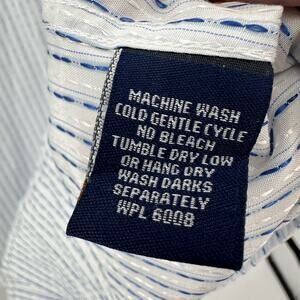 MACHINE WASH
COLD GENTLE CYCLE
NO BLEACH
TUMBLE DRY LOW
OR HANG DRY
WASH DARKS
SEPARATELY
WPL 6008